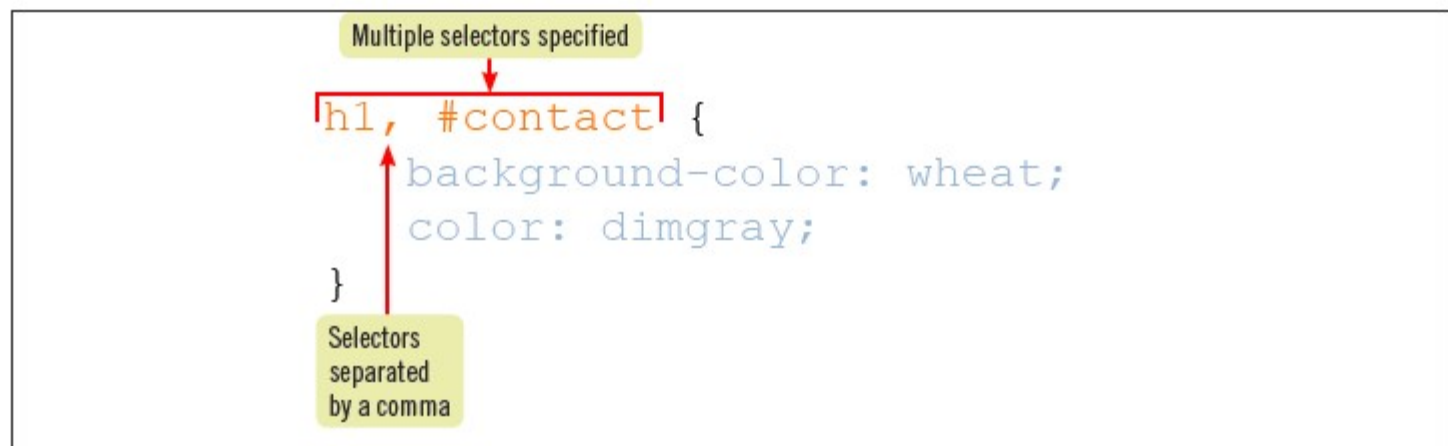 Multiple selectors specified
h1, #contact {
background-color: wheat;
color: dimgray;
}
Selectors
separated
by a comma